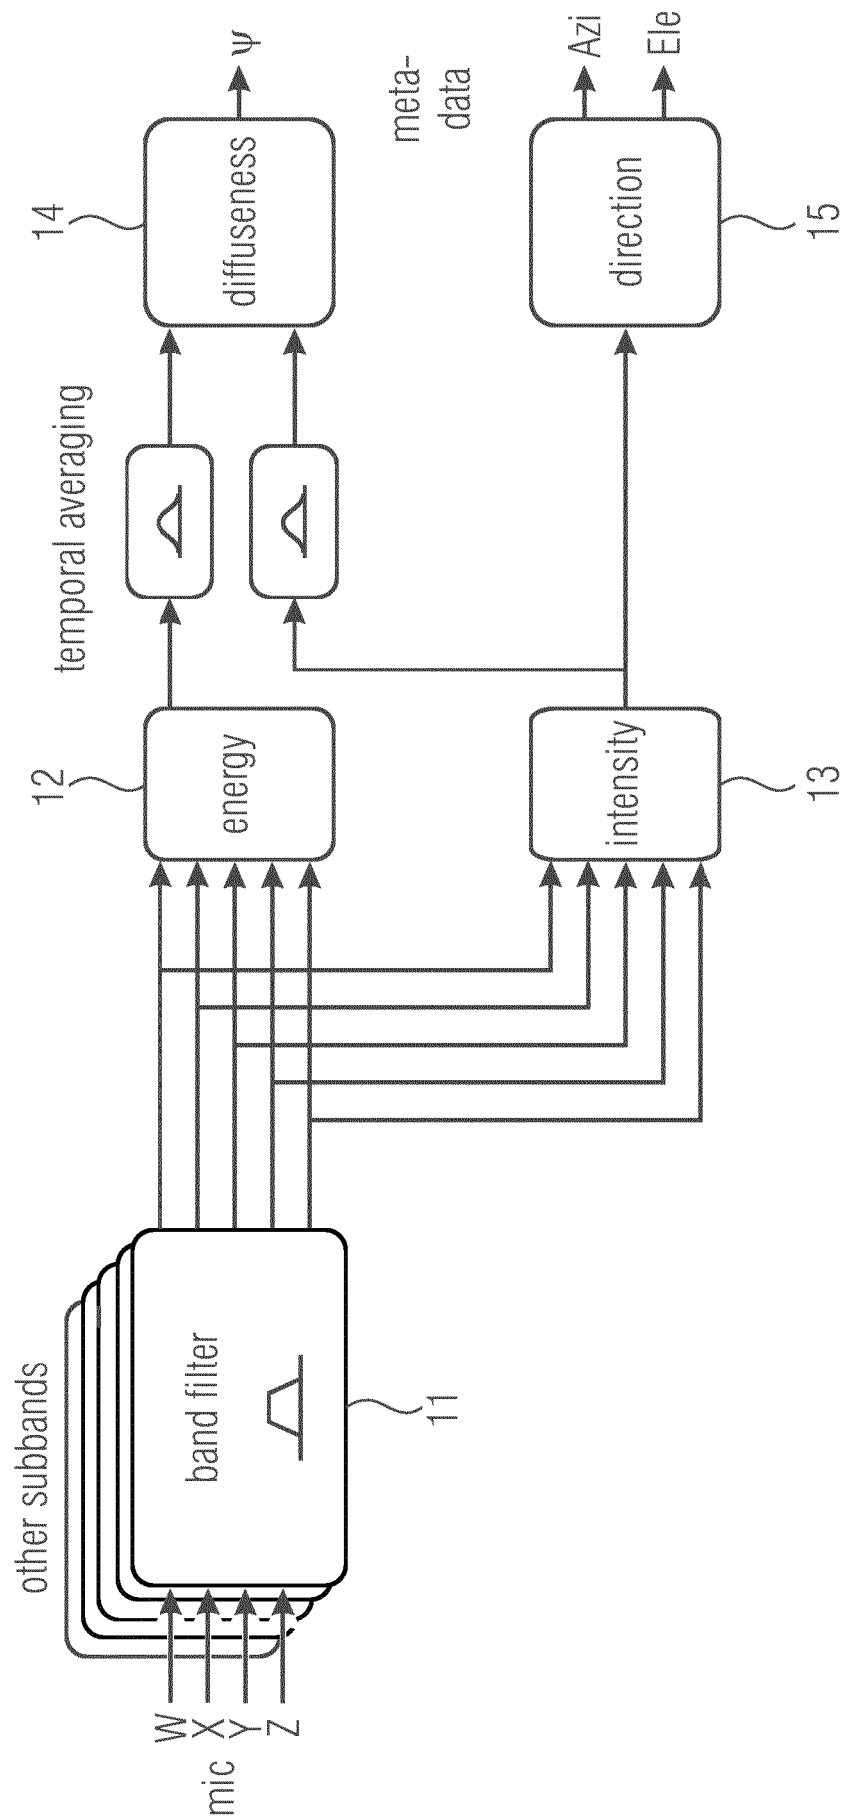 other subbands
mic
W
X
Y
Z
band filter
11
12
energy
intensity
13
temporal averaging
14
diffuseness
Ψ
meta-
data
direction
15
Azi
Ele